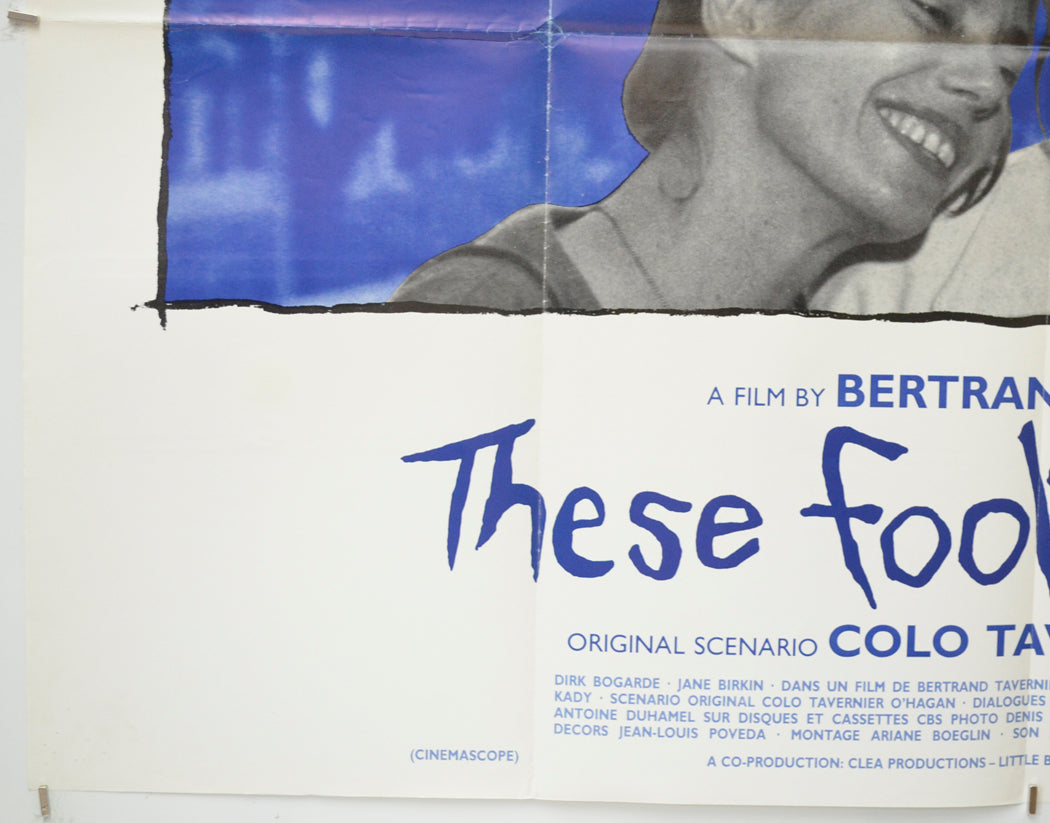 A FILM BY BERTRAN
These fool
ORIGINAL SCENARIO COLO TAV
DIRK BOGARDE · JANE BIRKIN · DANS UN FILM DE BERTRAND TAVERNI
KADY · SCENARIO ORIGINAL COLO TAVERNIER O'HAGAN · DIALOGUES
ANTOINE DUHAMEL SUR DISQUES ET CASSETTES CBS PHOTO DENIS
DECORS JEAN-LOUIS POVEDA · MONTAGE ARIANE BOEGLIN · SON
(CINEMASCOPE)
A CO-PRODUCTION: CLEA PRODUCTIONS – LITTLE B